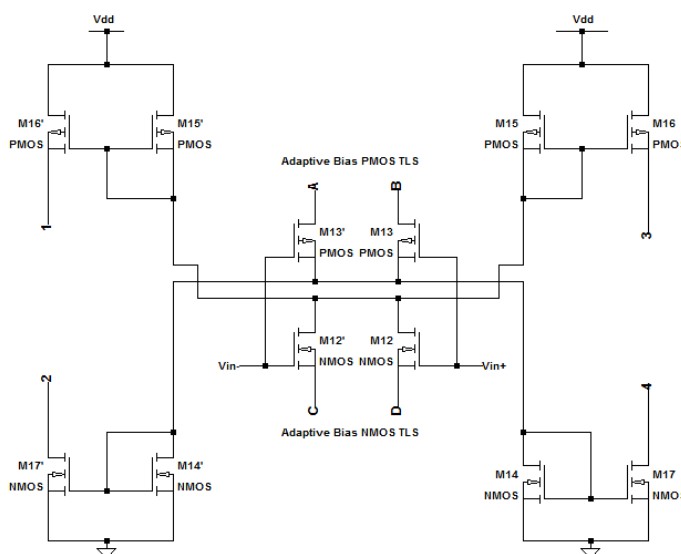 Vdd
Vdd
M16'
PMOS
M15'
PMOS
M15
PMOS
M16
PMOS
Adaptive Bias PMOS TLS
A
B
1
3
M13'
PMOS
M13
PMOS
M12'
NMOS
M12
NMOS
Vin-
Vin+
2
4
C
D
Adaptive Bias NMOS TLS
M17'
NMOS
M14'
NMOS
M14
NMOS
M17
NMOS